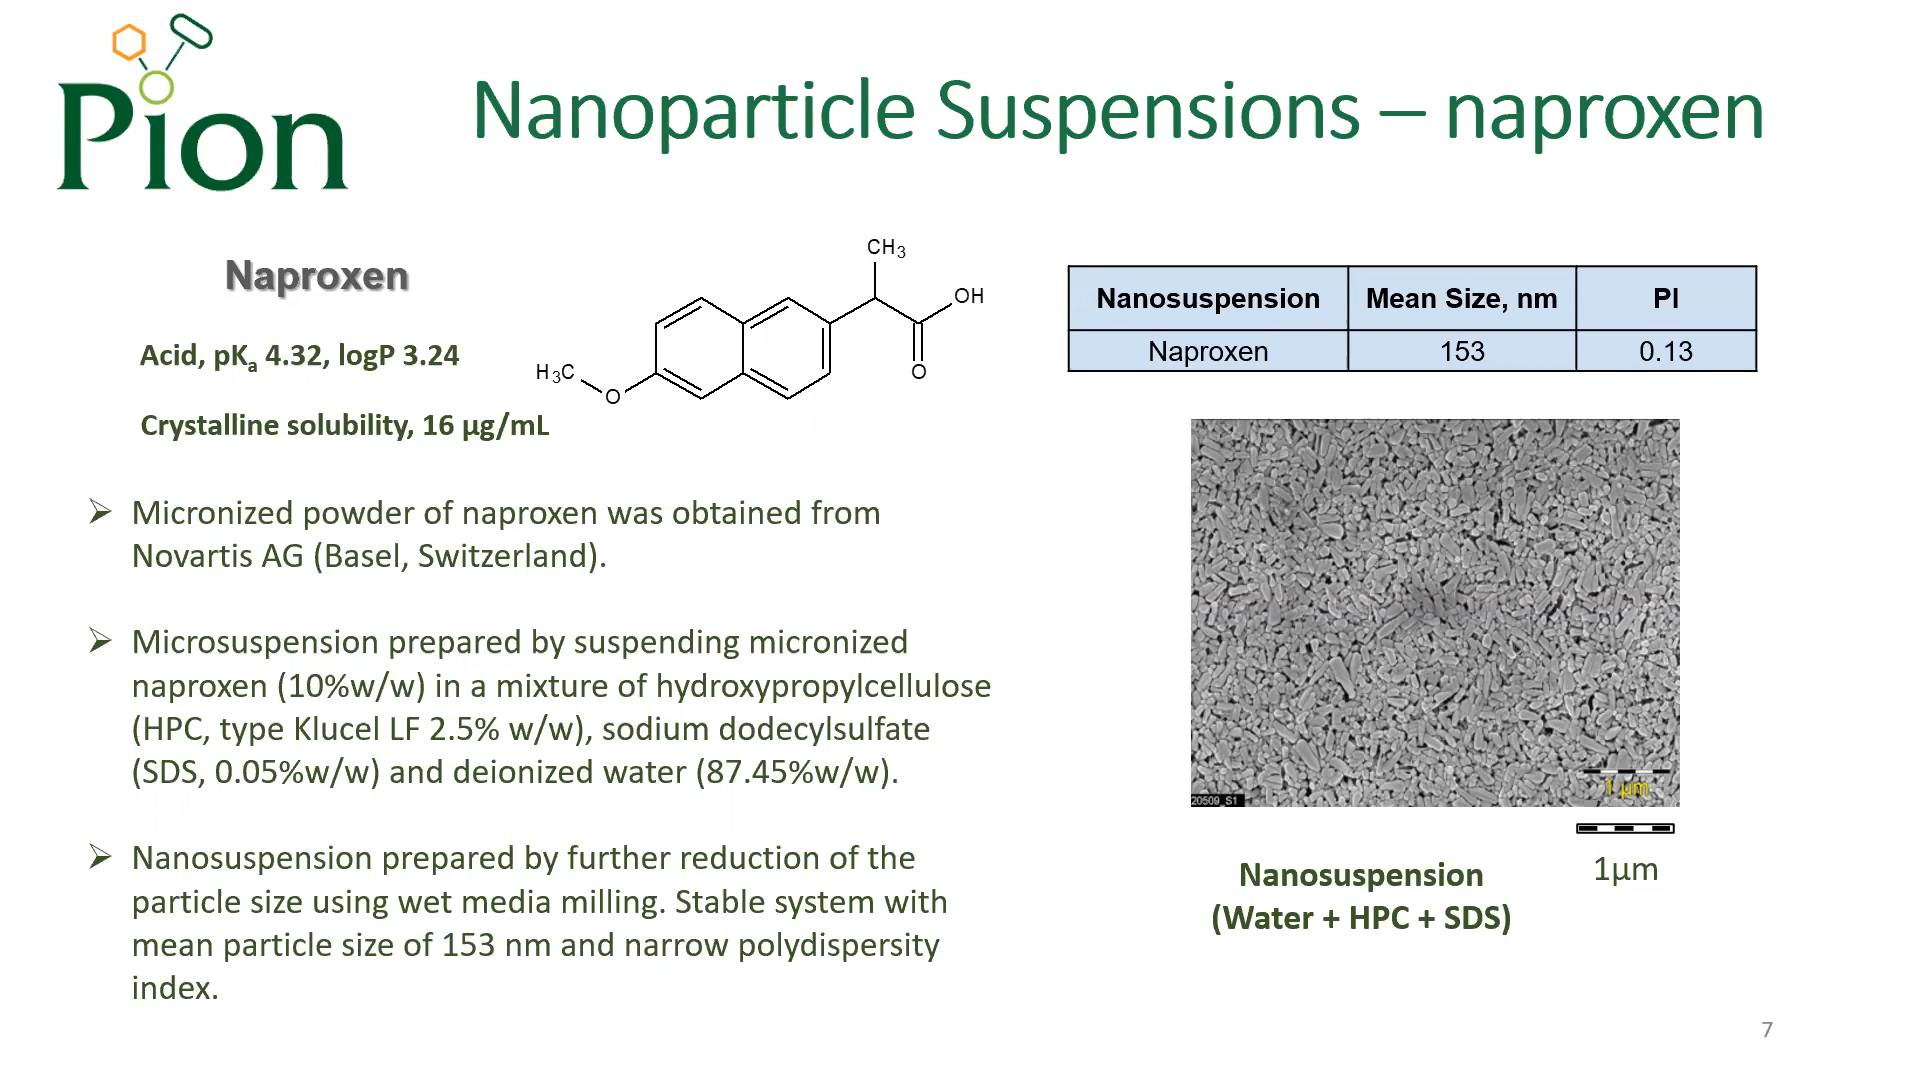 Pion
Nanoparticle Suspensions – naproxen
Naproxen
Acid, pKa 4.32, logP 3.24
Crystalline solubility, 16 µg/mL
CH3
OH
O
H3C
O
Nanosuspension Mean Size, nm PI
Naproxen 153 0.13
➢ Micronized powder of naproxen was obtained from
Novartis AG (Basel, Switzerland).
➢ Microsuspension prepared by suspending micronized
naproxen (10%w/w) in a mixture of hydroxypropylcellulose
(HPC, type Klucel LF 2.5% w/w), sodium dodecylsulfate
(SDS, 0.05%w/w) and deionized water (87.45%w/w).
➢ Nanosuspension prepared by further reduction of the
particle size using wet media milling. Stable system with
mean particle size of 153 nm and narrow polydispersity
index.
1 µm
20509_S1
1µm
Nanosuspension
(Water + HPC + SDS)
7